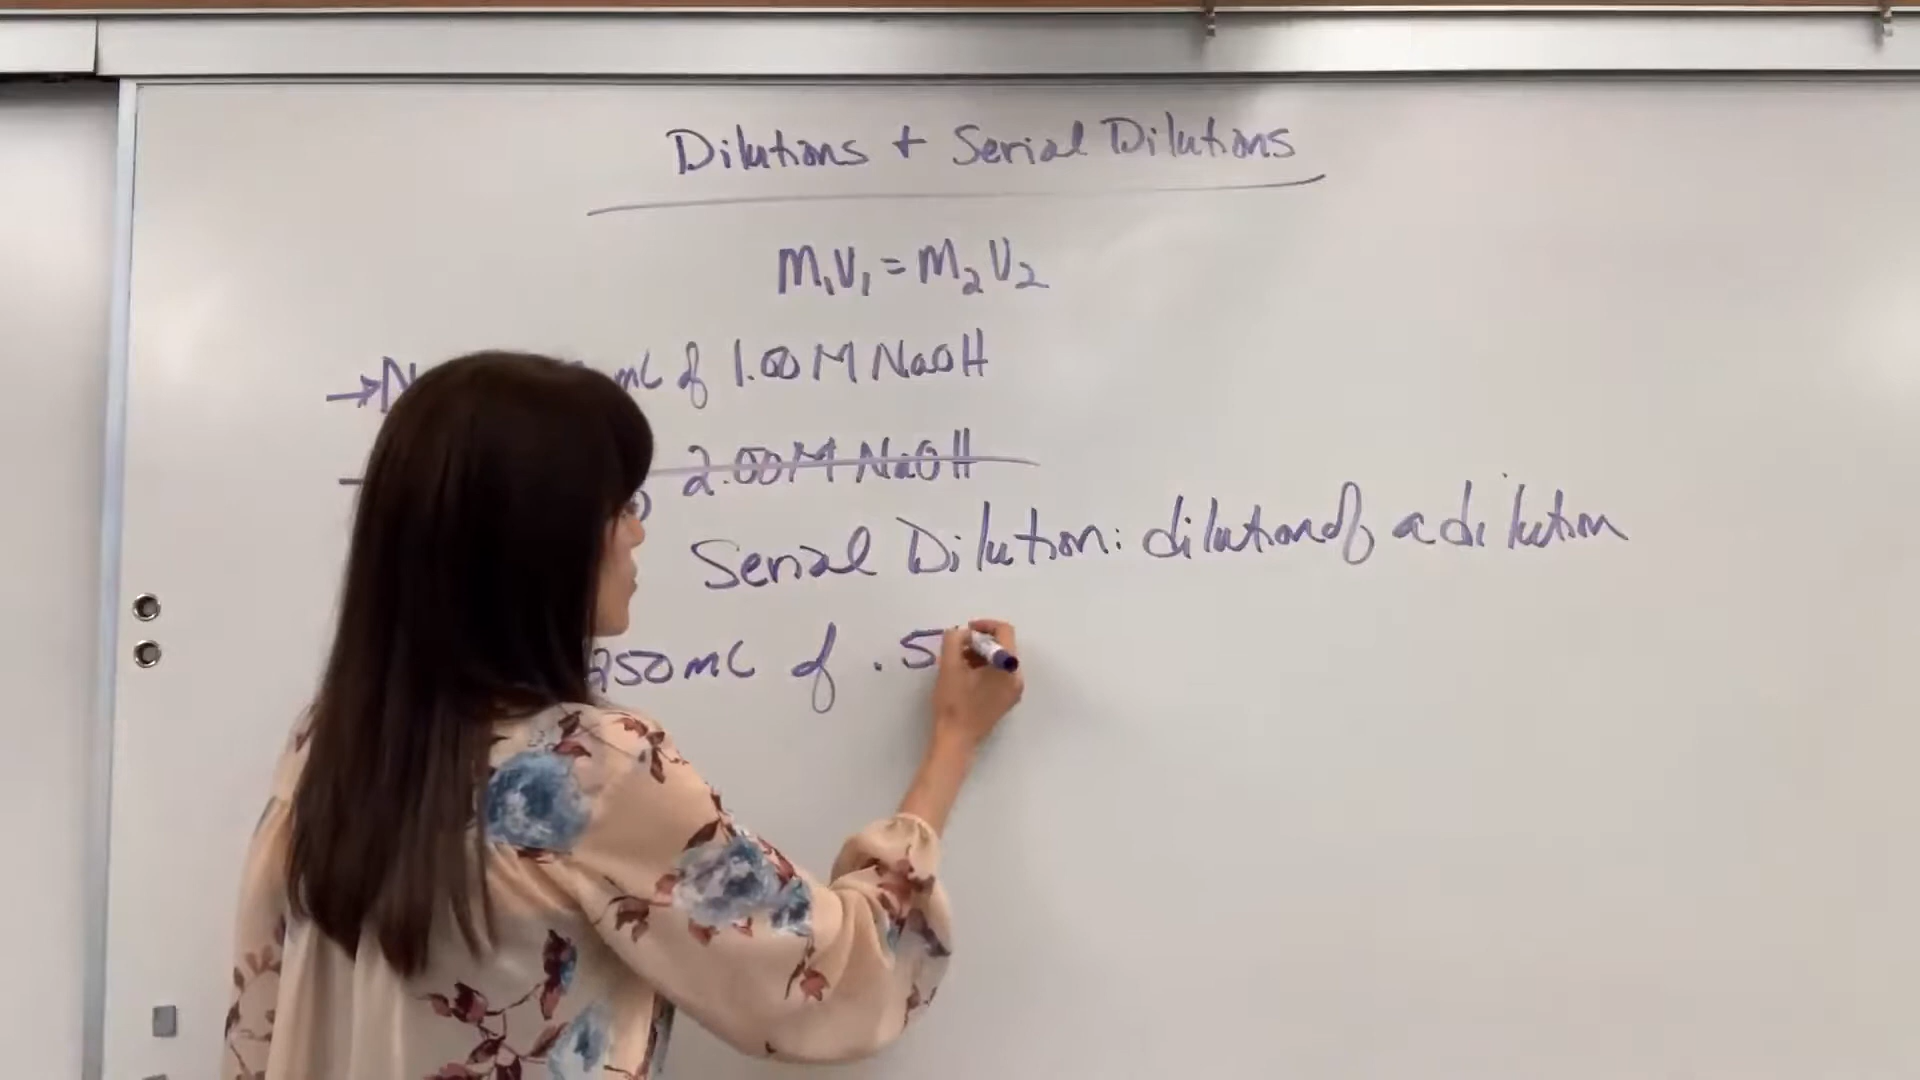 Dilutions + Serial Dilutions
M₁V₁ = M₂V₂
mL of 1.00 M NaOH
2.00 M NaOH
Serial Dilution: dilution of a dilution
250 mL of .5